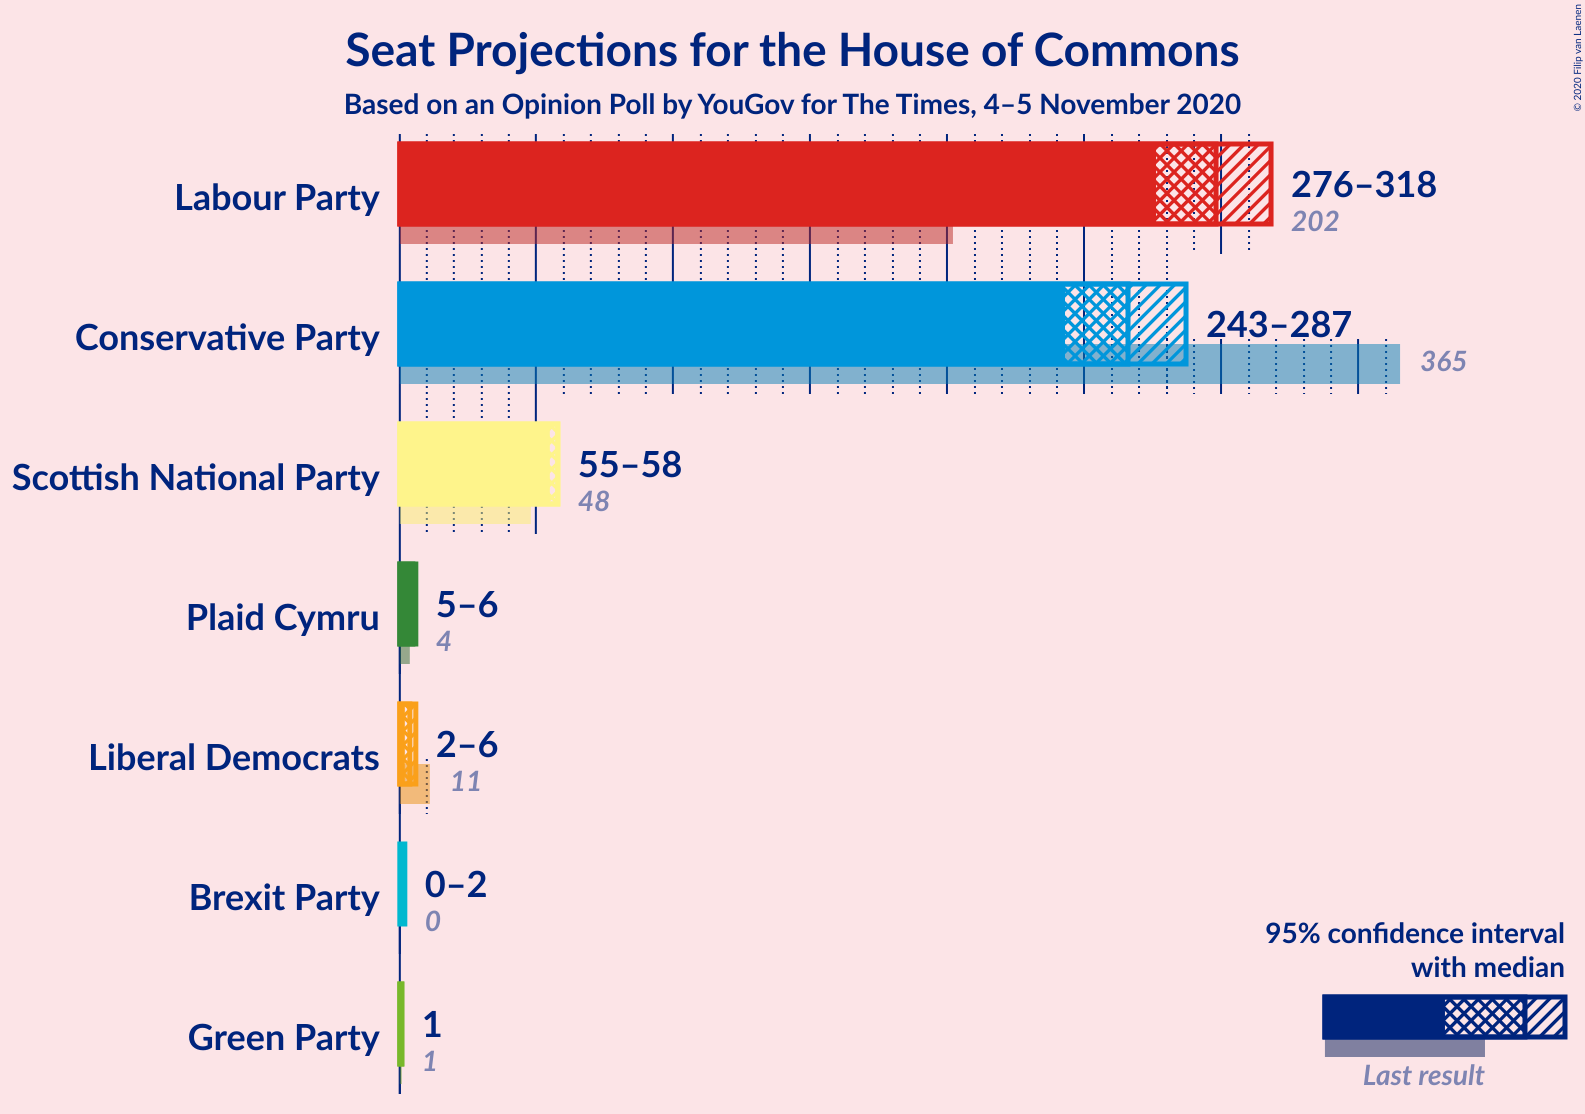 Seat Projections for the House of Commons
Based on an Opinion Poll by YouGov for The Times, 4–5 November 2020
© 2020 Filip van Laenen
Labour Party
276–318
202
Conservative Party
243–287
365
Scottish National Party
55–58
48
Plaid Cymru
5–6
4
Liberal Democrats
2–6
11
Brexit Party
0–2
0
Green Party
1
1
95% confidence interval
with median
Last result